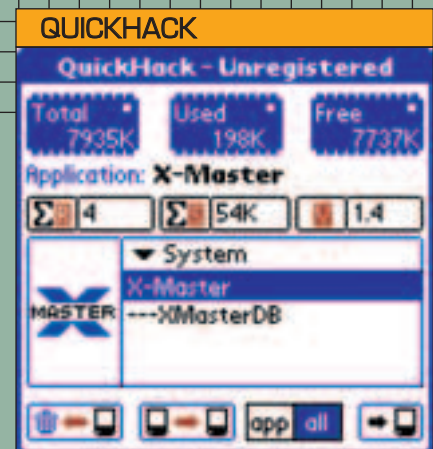 QUICKHACK
QuickHack - Unregistered
Total Used Free
7935K 198K 7737K
Application: X-Master
Σ 4 Σ 54K 1.4
▼ System
X-Master
MASTER ---XMasterDB
app all